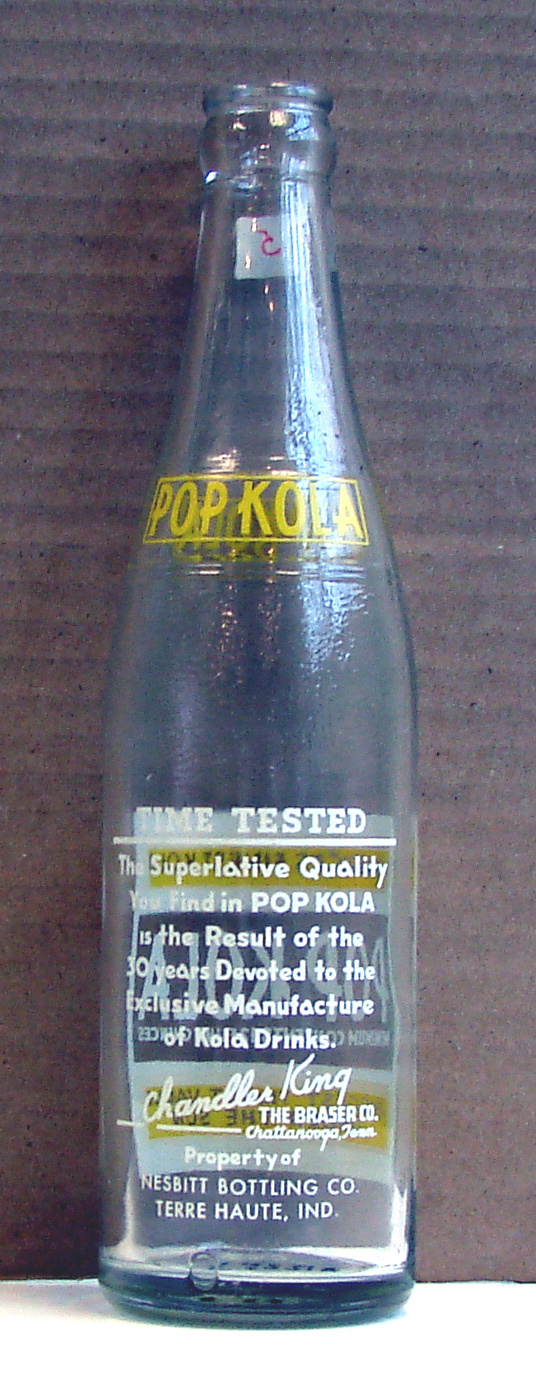 POP KOLA
TIME TESTED
The Superlative Quality
You Find in POP KOLA
is the Result of the
30 years Devoted to the
Exclusive Manufacture
of Kola Drinks.
Chandler King
THE BRASER CO.
Chattanooga, Tenn.
Property of
NESBITT BOTTLING CO.
TERRE HAUTE, IND.